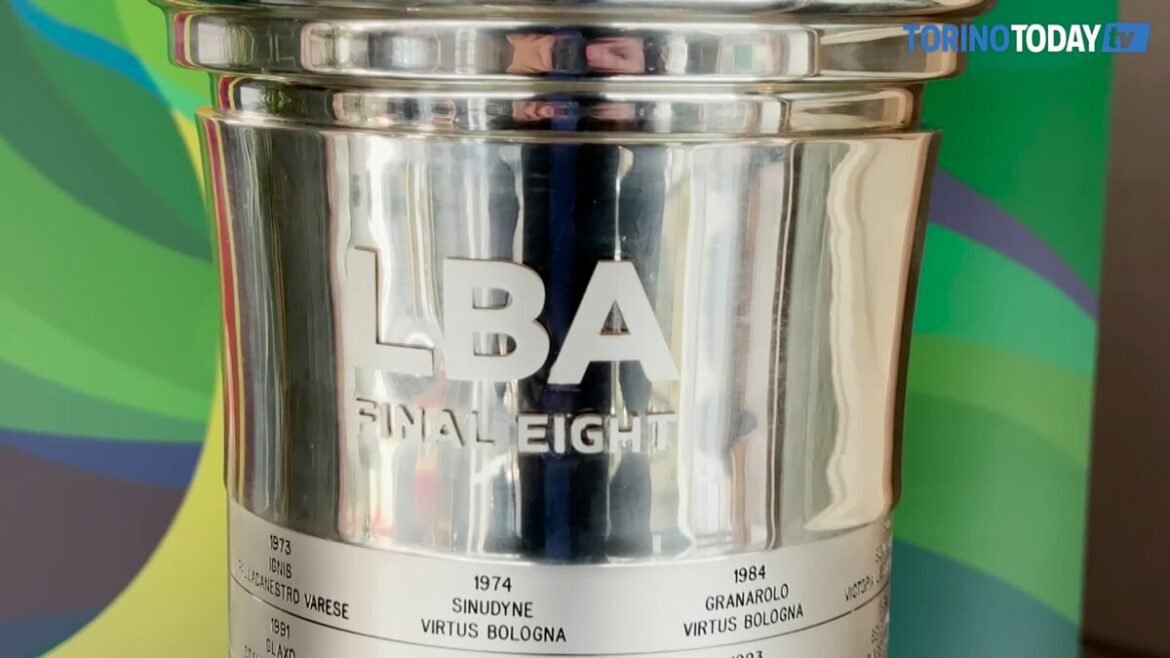 TORINOTODAY tv
LBA
FINAL EIGHT
1973
IGNIS
PALLACANESTRO VARESE
1974
SINUDYNE
VIRTUS BOLOGNA
1984
GRANAROLO
VIRTUS BOLOGNA
1991
GLAXO
1993